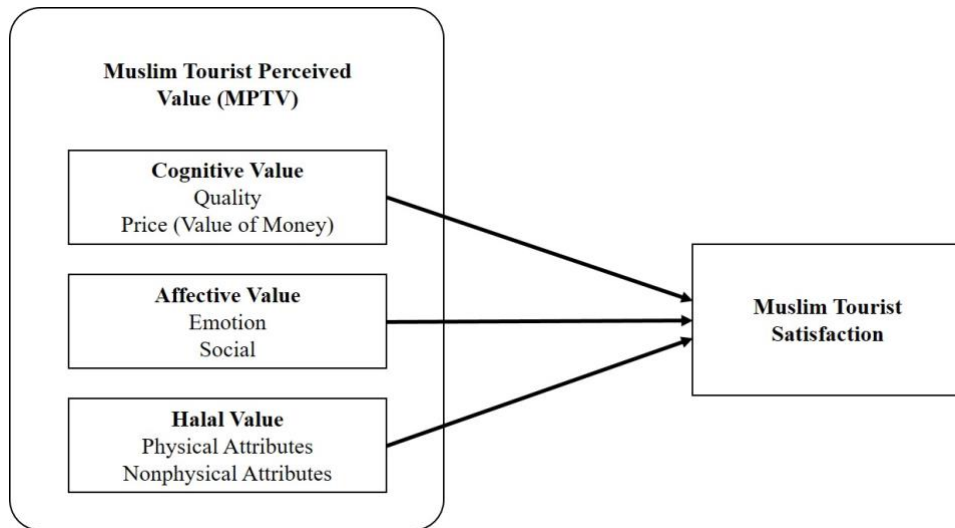 Muslim Tourist Perceived
Value (MPTV)
Cognitive Value
Quality
Price (Value of Money)
Affective Value
Emotion
Social
Halal Value
Physical Attributes
Nonphysical Attributes
Muslim Tourist
Satisfaction